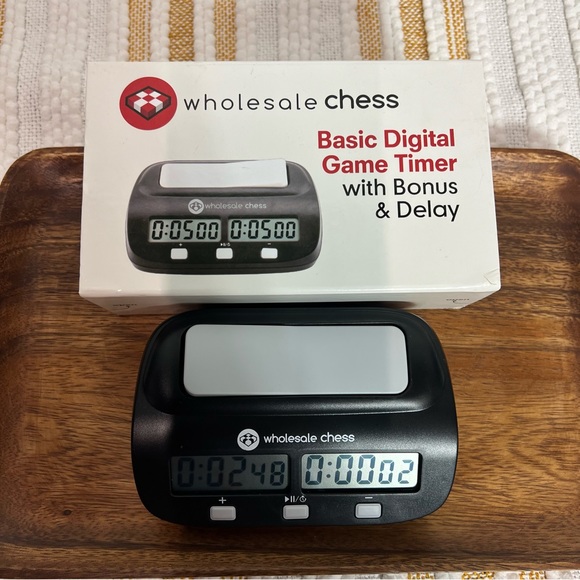 wholesale chess
Basic Digital
Game Timer
with Bonus
& Delay
wholesale chess
0:0500 0:0500
+ -
wholesale chess
0:0248 0:0002
+ ▶II/⏻ -